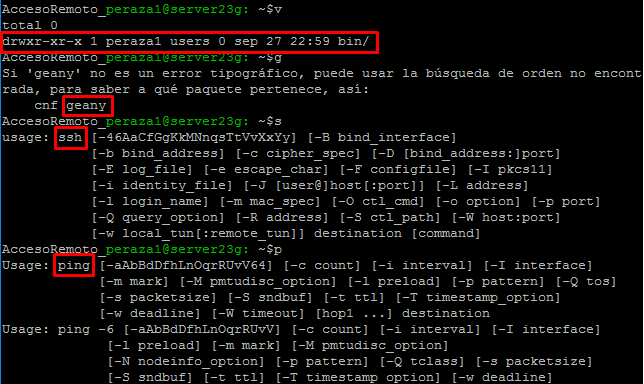 AccesoRemoto_peraza1@server23g: ~$v
total 0
drwxr-xr-x 1 peraza1 users 0 sep 27 22:59 bin/
AccesoRemoto_peraza1@server23g: ~$g
Si 'geany' no es un error tipográfico, puede usar la búsqueda de orden no encont
rada, para saber a qué paquete pertenece, así:
    cnf geany
AccesoRemoto_peraza1@server23g: ~$s
usage: ssh [-46AaCfGgKkMNnqsTtVvXxYy] [-B bind_interface]
           [-b bind_address] [-c cipher_spec] [-D [bind_address:]port]
           [-E log_file] [-e escape_char] [-F configfile] [-I pkcs11]
           [-i identity_file] [-J [user@]host[:port]] [-L address]
           [-l login_name] [-m mac_spec] [-O ctl_cmd] [-o option] [-p port]
           [-Q query_option] [-R address] [-S ctl_path] [-W host:port]
           [-w local_tun[:remote_tun]] destination [command]
AccesoRemoto_peraza1@server23g: ~$p
Usage: ping [-aAbBdDfhLnOqrRUvV64] [-c count] [-i interval] [-I interface]
            [-m mark] [-M pmtudisc_option] [-l preload] [-p pattern] [-Q tos]
            [-s packetsize] [-S sndbuf] [-t ttl] [-T timestamp_option]
            [-w deadline] [-W timeout] [hop1 ...] destination
Usage: ping -6 [-aAbBdDfhLnOqrRUvV] [-c count] [-i interval] [-I interface]
             [-l preload] [-m mark] [-M pmtudisc_option]
             [-N nodeinfo_option] [-p pattern] [-Q tclass] [-s packetsize]
             [-S sndbuf] [-t ttl] [-T timestamp option] [-w deadline]